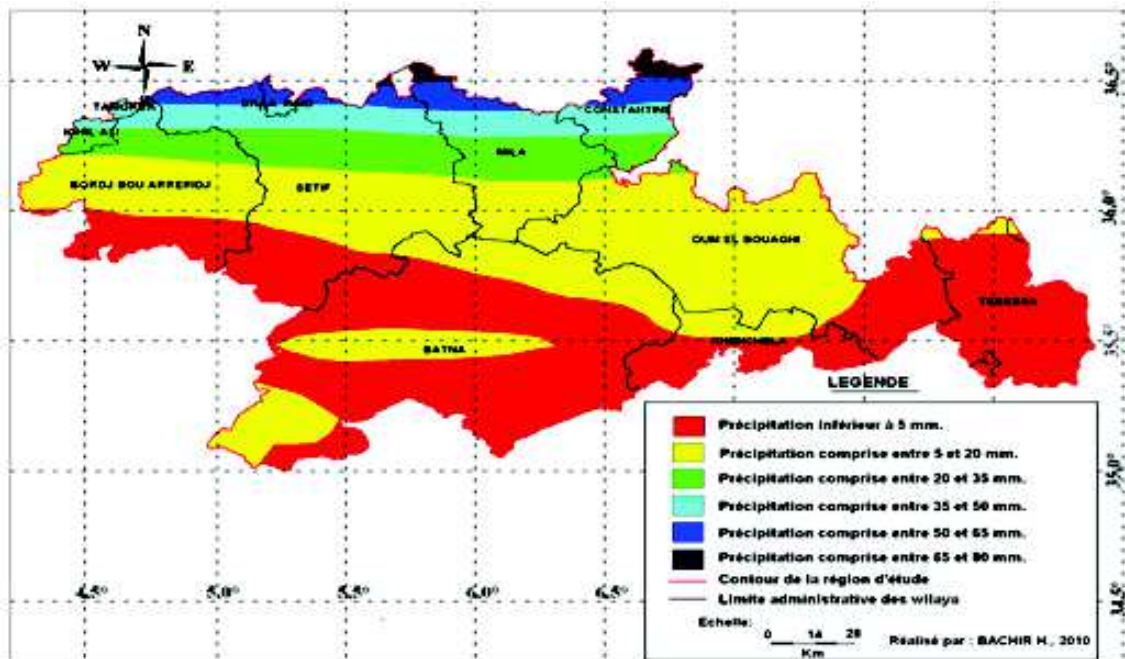 N
W E
S
36.5°
CONSTANTINE
MILA
BORDJ BOU ARRERIDJ
SETIF
36.0°
OUM EL BOUAGHI
TEBESSA
KHENCHELA
35.5°
BATNA
LEGENDE
Précipitation inférieur à 5 mm.
Précipitation comprise entre 5 et 20 mm.
35.0°
Précipitation comprise entre 20 et 35 mm.
Précipitation comprise entre 35 et 50 mm.
Précipitation comprise entre 50 et 65 mm.
Précipitation comprise entre 65 et 80 mm.
Contour de la région d'étude
4.5° 5.0° 5.5° 6.0° 6.5°
Limite administrative des wilaya
34.5°
Echelle:
0 14 28
Km
Réalisé par : BACHIR H., 2010